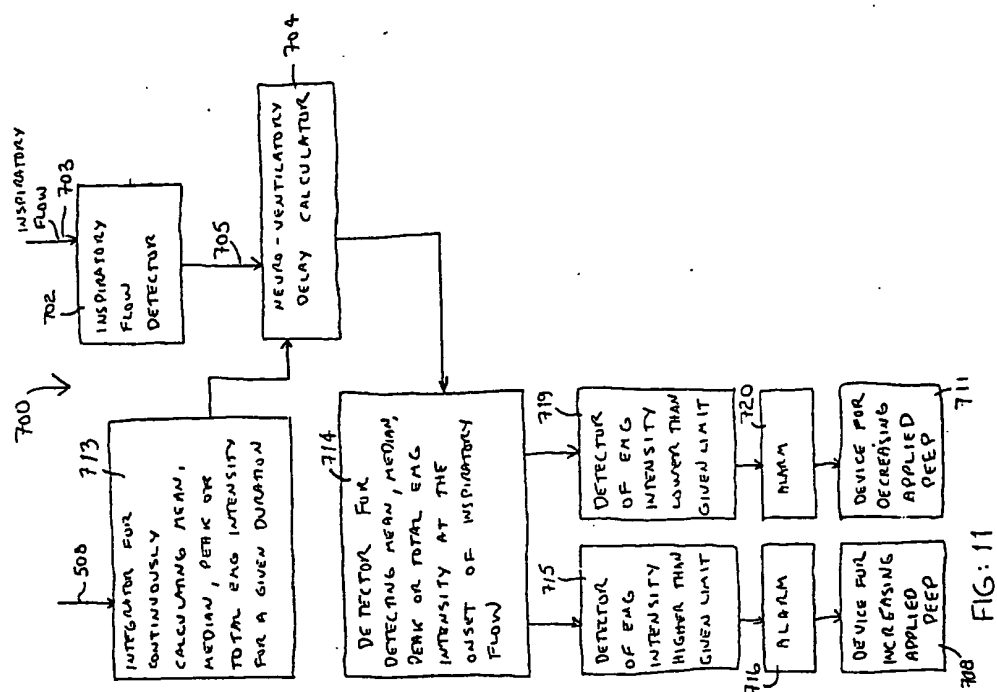 700
INSPIRATORY
FLOW
703
702
INSPIRATORY
FLOW
DETECTOR
705
704
NEURO-VENTILATORY
DELAY CALCULATOR
508
713
INTEGRATOR FOR
CONTINUOUSLY
CALCULATING MEAN,
MEDIAN, PEAK OR
TOTAL EMG INTENSITY
FOR A GIVEN DURATION
714
DETECTOR FOR
DETECTING MEAN, MEDIAN,
PEAK OR TOTAL EMG
INTENSITY AT THE
ONSET OF INSPIRATORY
FLOW
715
DETECTOR
OF EMG
INTENSITY
HIGHER THAN
GIVEN LIMIT
719
DETECTOR
OF EMG
INTENSITY
LOWER THAN
GIVEN LIMIT
716
ALARM
720
ALARM
DEVICE FOR
INCREASING
APPLIED
PEEP
708
DEVICE FOR
DECREASING
APPLIED
PEEP
711
FIG: 11